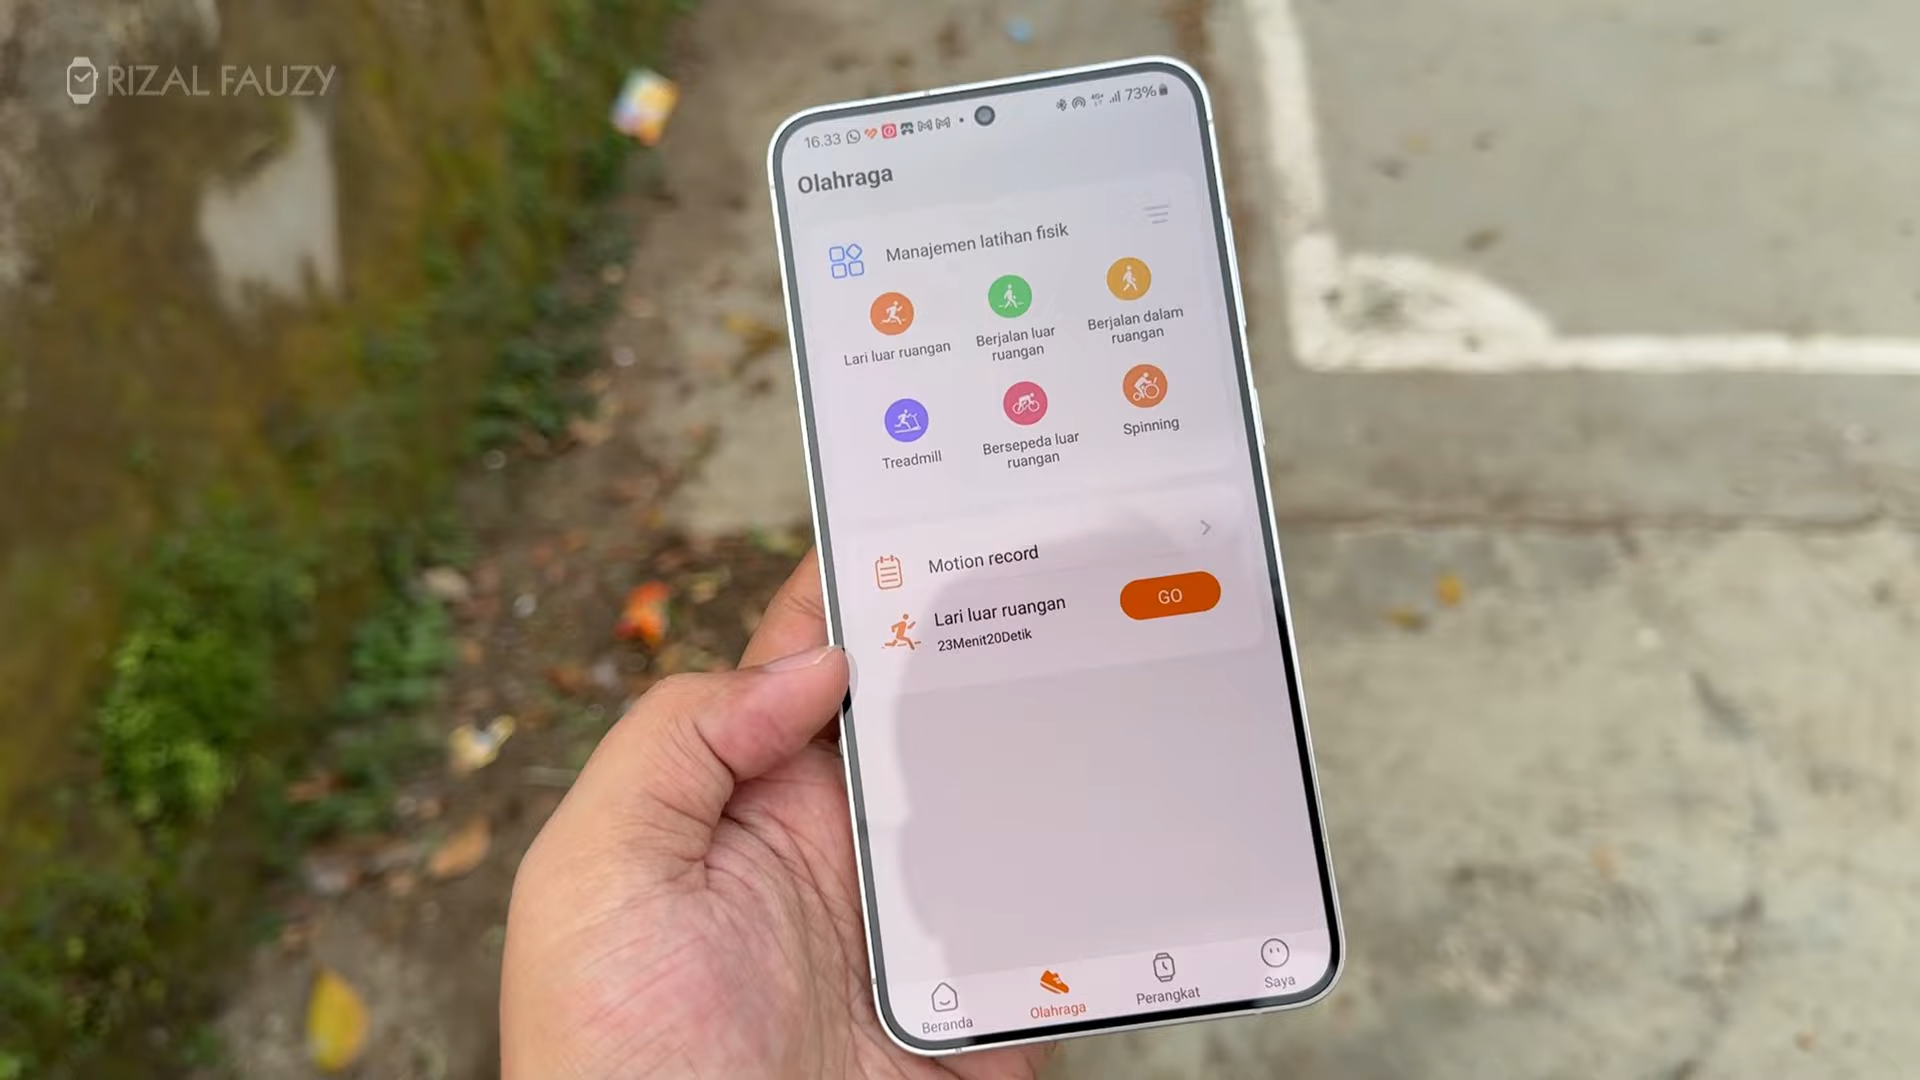 RIZAL FAUZY
16.33
73%
Olahraga
Manajemen latihan fisik
Lari luar ruangan
Berjalan luar
ruangan
Berjalan dalam
ruangan
Treadmill
Bersepeda luar
ruangan
Spinning
Motion record
Lari luar ruangan
23Menit20Detik
GO
Beranda
Olahraga
Perangkat
Saya